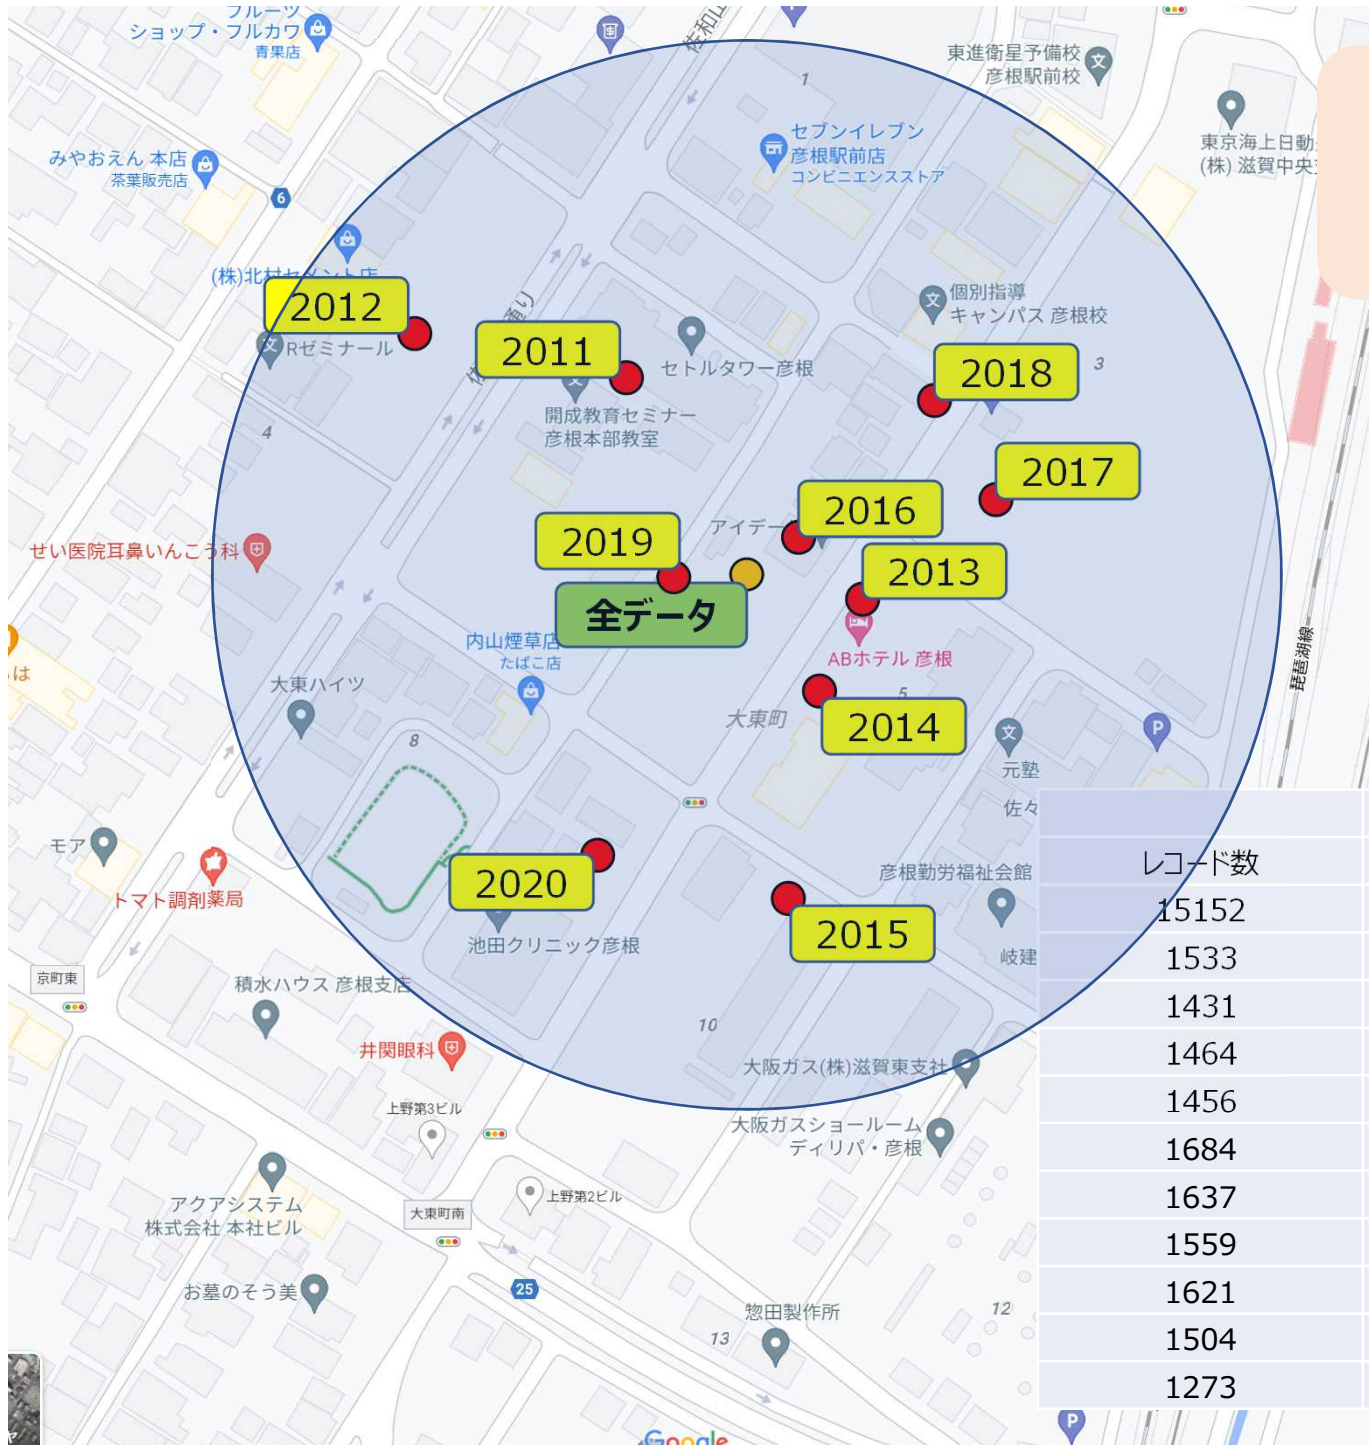 フルーツ
ショップ・フルカワ
青果店
東進衛星予備校
彦根駅前校
1
セブンイレブン
彦根駅前店
コンビニエンスストア
東京海上日動
(株) 滋賀中央
みやおえん 本店
茶葉販売店
6
(株)北村セメント店
2012
Rゼミナール
2011
セトルタワー彦根
開成教育セミナー
彦根本部教室
個別指導
キャンパス 彦根校
2018
3
4
2017
2016
アイデー
2019
2013
せい医院耳鼻いんこう科
全データ
内山煙草店
たばこ店
ABホテル 彦根
琵琶湖線
は
大東ハイツ
5
大東町
2014
8
P
元塾
佐々
モア
トマト調剤薬局
2020
池田クリニック彦根
2015
彦根勤労福祉会館
岐建
京町東
積水ハウス 彦根支店
井関眼科
10
大阪ガス(株)滋賀東支社
大阪ガスショールーム
ディリパ・彦根
上野第3ビル
上野第2ビル
アクアシステム
株式会社 本社ビル
大東町南
お墓のそう美
25
惣田製作所
13
12
P
Google
レコード数
15152
1533
1431
1464
1456
1684
1637
1559
1621
1504
1273